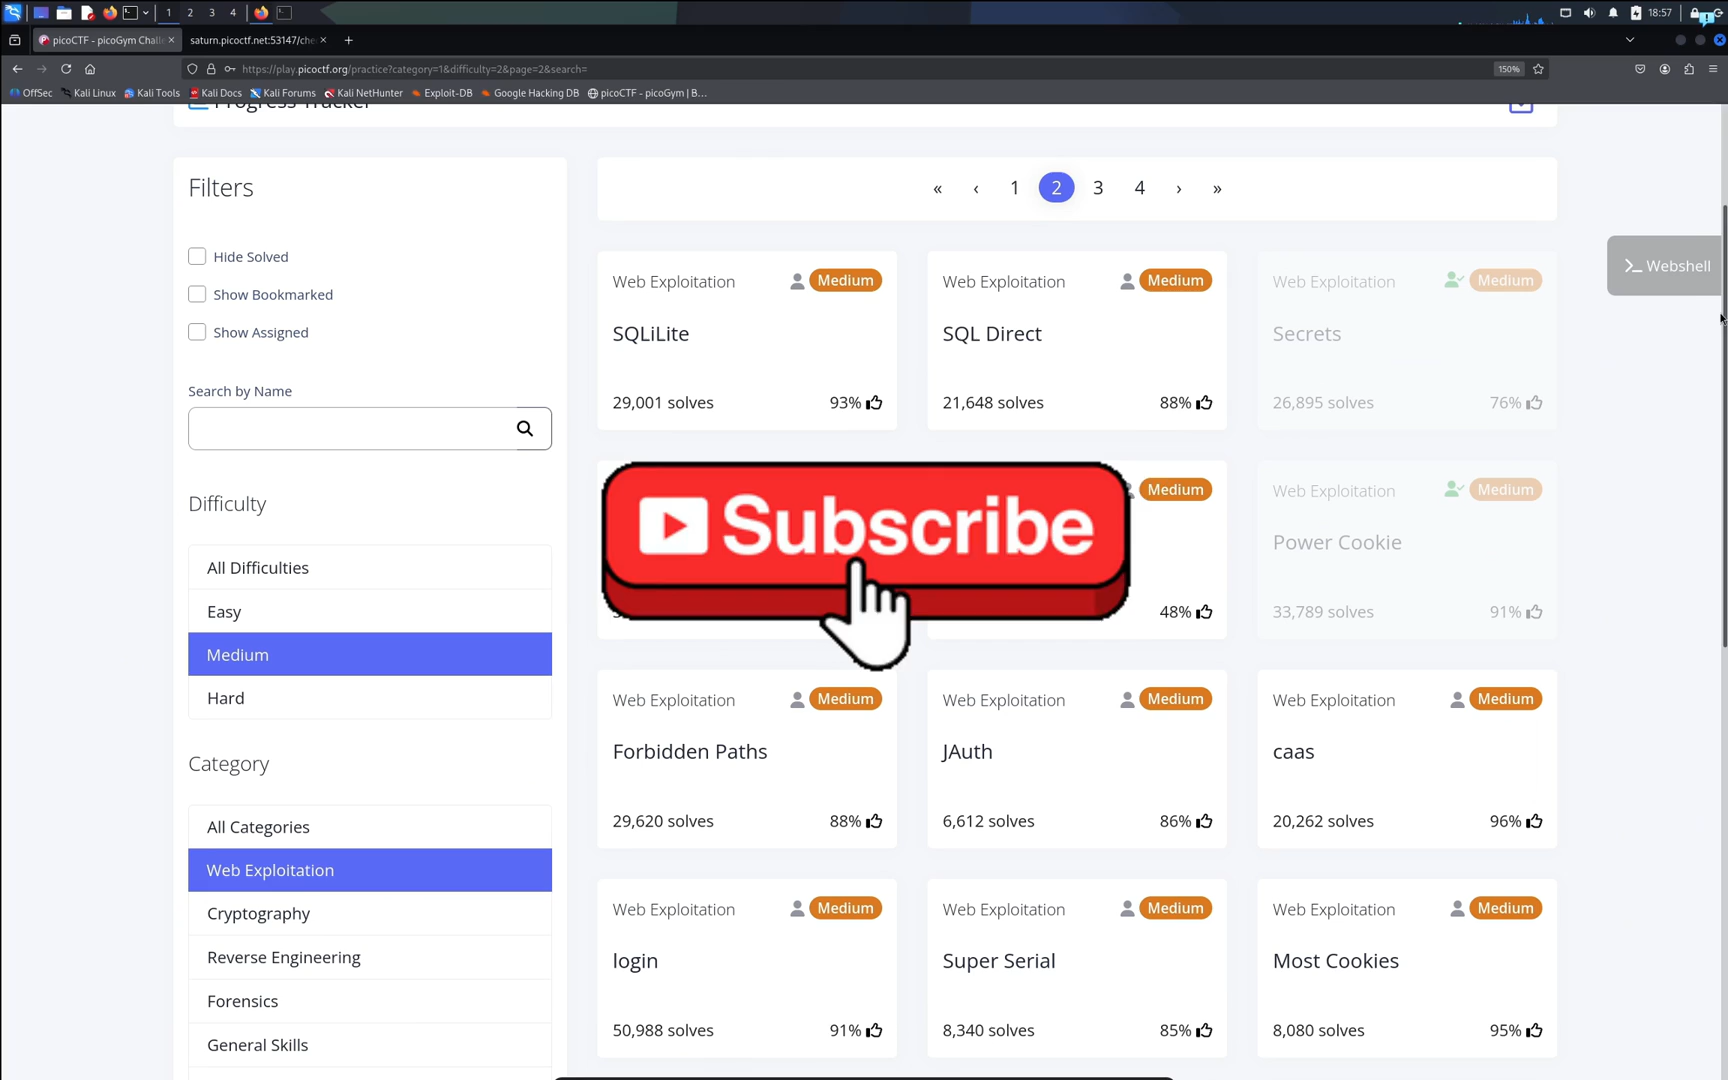 1 2 3 4
18:57
picoCTF - picoGym Challe
saturn.picoctf.net:53147/che
https://play.picoctf.org/practice?category=1&difficulty=2&page=2&search=
150%
OffSec
Kali Linux
Kali Tools
Kali Docs
Kali Forums
Kali NetHunter
Exploit-DB
Google Hacking DB
picoCTF - picoGym | B...
Progress Tracker
Filters
Hide Solved
Show Bookmarked
Show Assigned
Search by Name
Difficulty
All Difficulties
Easy
Medium
Hard
Category
All Categories
Web Exploitation
Cryptography
Reverse Engineering
Forensics
General Skills
« ‹ 1 2 3 4 › »
Webshell
Web Exploitation Medium
SQLiLite
29,001 solves 93%
Web Exploitation Medium
SQL Direct
21,648 solves 88%
Web Exploitation Medium
Secrets
26,895 solves 76%
Subscribe
Medium
48%
Web Exploitation Medium
Power Cookie
33,789 solves 91%
Web Exploitation Medium
Forbidden Paths
29,620 solves 88%
Web Exploitation Medium
JAuth
6,612 solves 86%
Web Exploitation Medium
caas
20,262 solves 96%
Web Exploitation Medium
login
50,988 solves 91%
Web Exploitation Medium
Super Serial
8,340 solves 85%
Web Exploitation Medium
Most Cookies
8,080 solves 95%